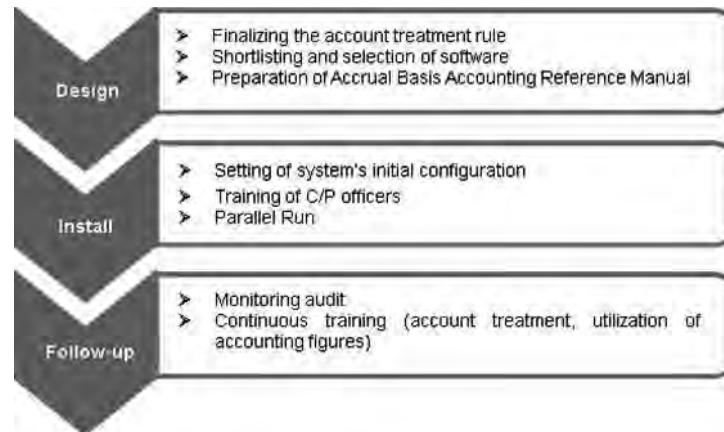 Design
➢ Finalizing the account treatment rule
➢ Shortlisting and selection of software
➢ Preparation of Accrual Basis Accounting Reference Manual
Install
➢ Setting of system's initial configuration
➢ Training of C/P officers
➢ Parallel Run
Follow-up
➢ Monitoring audit
➢ Continuous training (account treatment, utilization of
accounting figures)